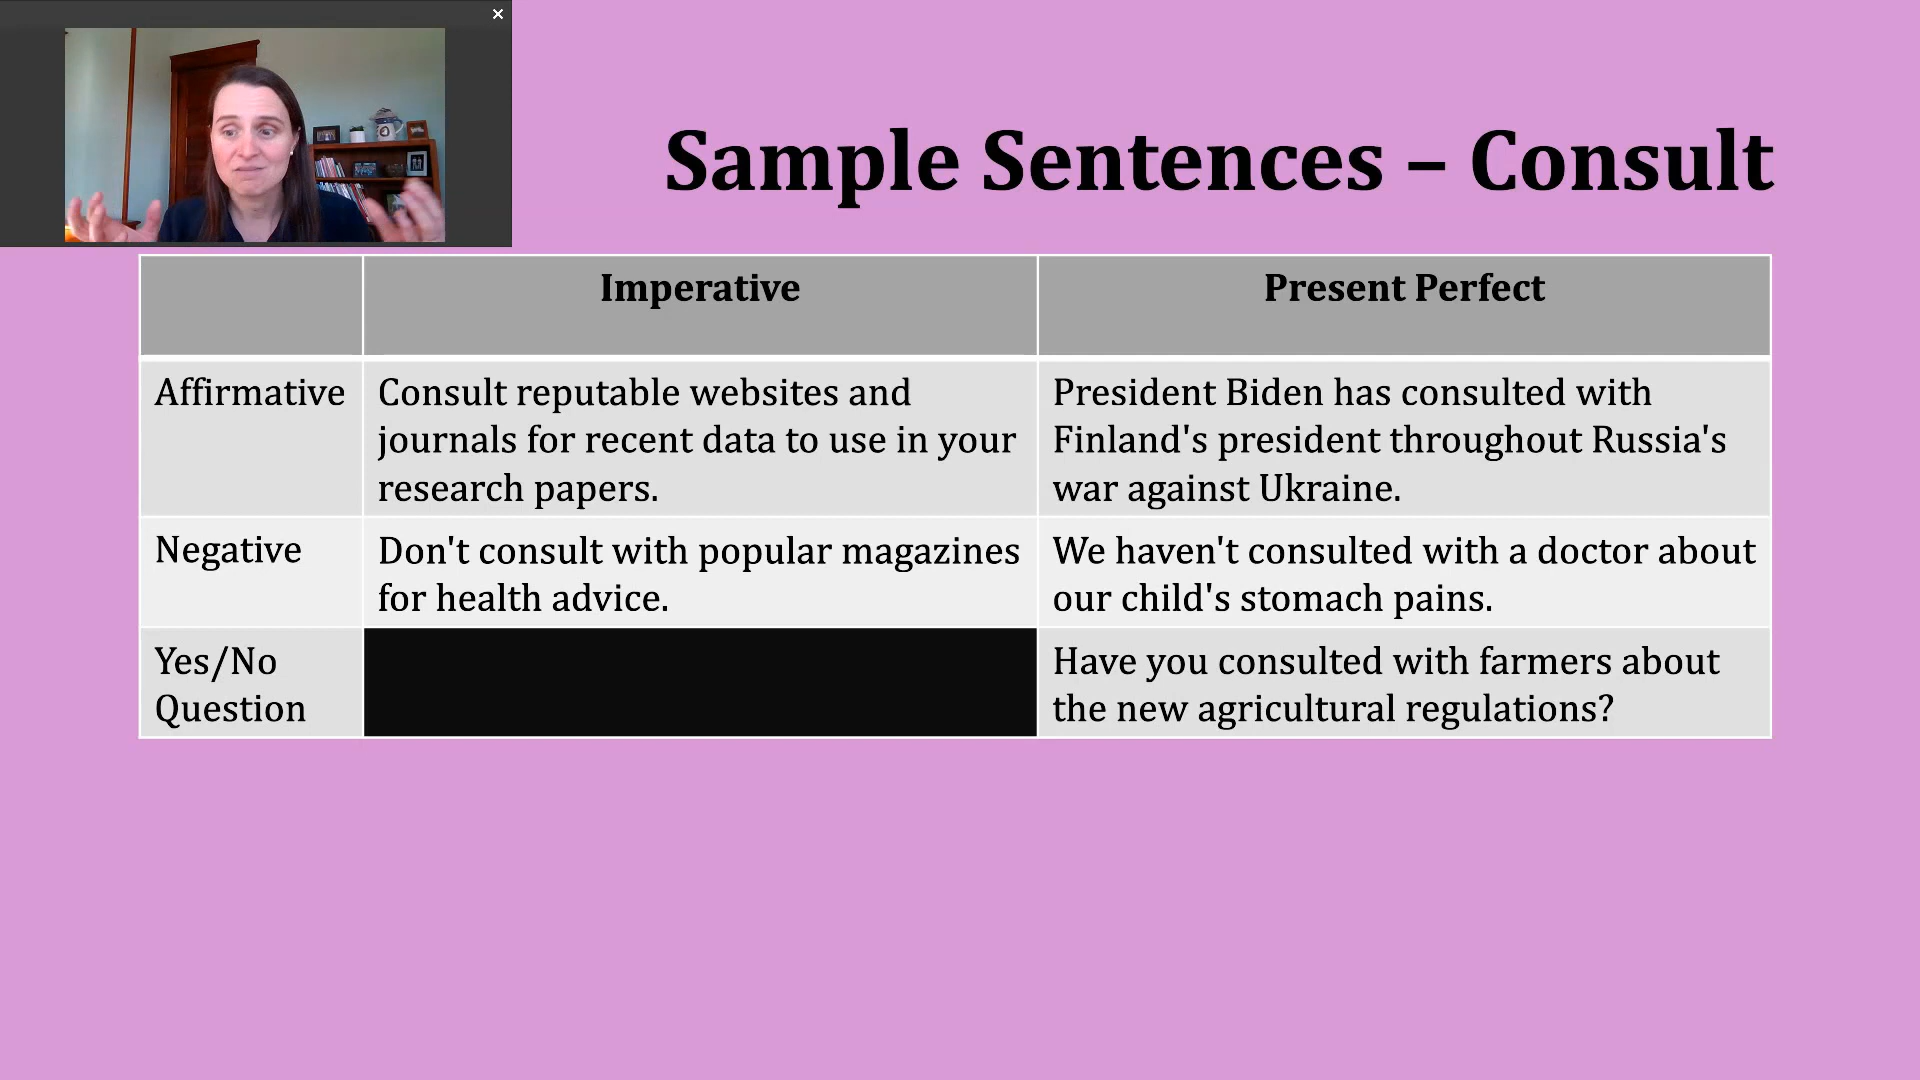 Sample Sentences – Consult
Imperative
Present Perfect
Affirmative
Consult reputable websites and
journals for recent data to use in your
research papers.
President Biden has consulted with
Finland's president throughout Russia's
war against Ukraine.
Negative
Don't consult with popular magazines
for health advice.
We haven't consulted with a doctor about
our child's stomach pains.
Yes/No
Question
Have you consulted with farmers about
the new agricultural regulations?